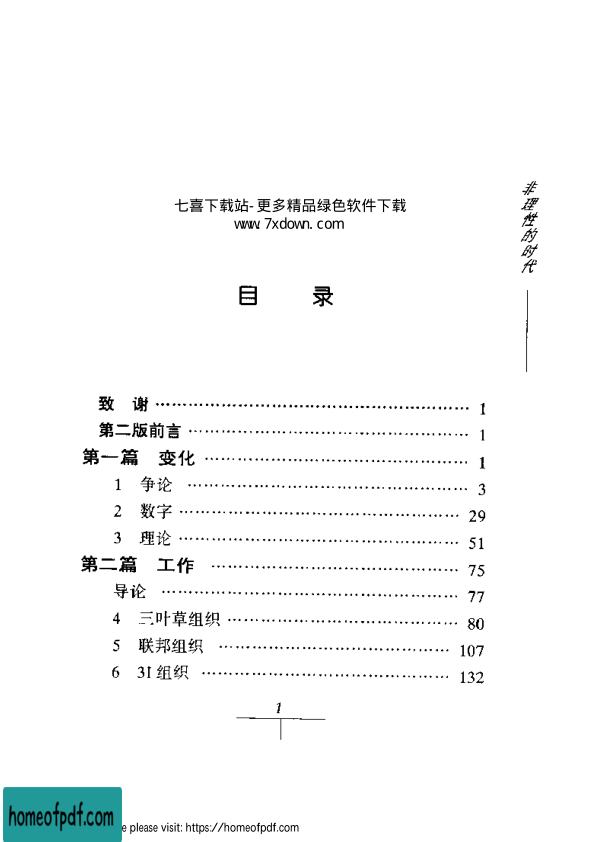 七喜下载站-更多精品绿色软件下载
www.7xdown.com
非理性的时代
目 录
致 谢 …………………………………………… 1
第二版前言 …………………………………………… 1
第一篇 变化 …………………………………………… 1
1 争论 …………………………………………… 3
2 数字 …………………………………………… 29
3 理论 …………………………………………… 51
第二篇 工作 …………………………………………… 75
导论 …………………………………………… 77
4 三叶草组织 …………………………………………… 80
5 联邦组织 …………………………………………… 107
6 3I组织 …………………………………………… 132
1
homeofpdf.com
e please visit: https://homeofpdf.com